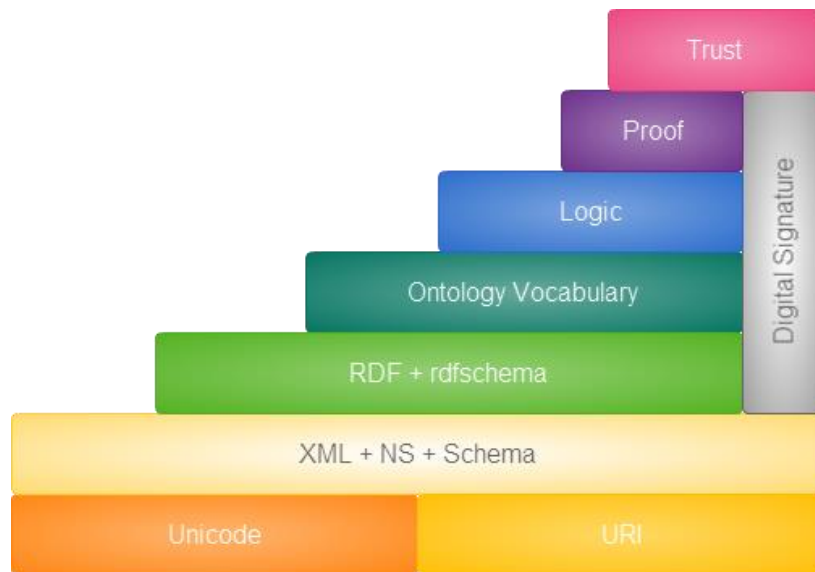 Trust
Proof
Logic
Digital Signature
Ontology Vocabulary
RDF + rdfschema
XML + NS + Schema
Unicode
URI